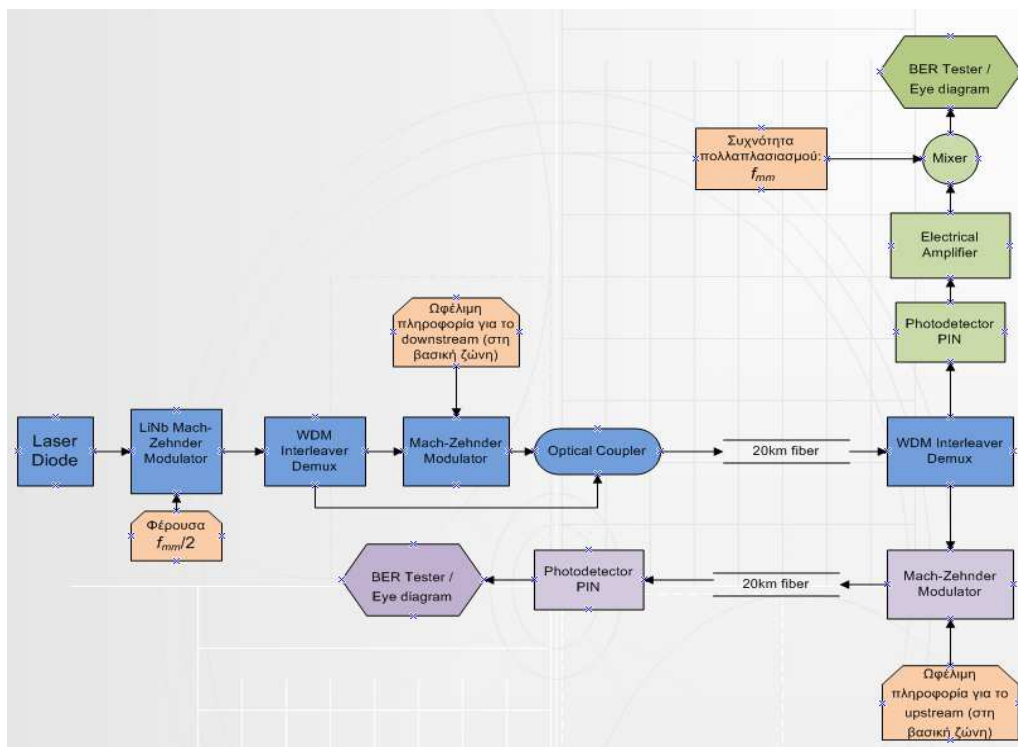 BER Tester /
Eye diagram
Συχνότητα
πολλαπλασιασμού:
fmm
Mixer
Electrical
Amplifier
Photodetector
PIN
Ωφέλιμη
πληροφορία για το
downstream (στη
βασική ζώνη)
Laser
Diode
LiNb Mach-
Zehnder
Modulator
WDM
Interleaver
Demux
Mach-Zehnder
Modulator
Optical Coupler
20km fiber
WDM Interleaver
Demux
Φέρουσα
fmm/2
BER Tester /
Eye diagram
Photodetector
PIN
20km fiber
Mach-Zehnder
Modulator
Ωφέλιμη
πληροφορία για το
upstream (στη
βασική ζώνη)